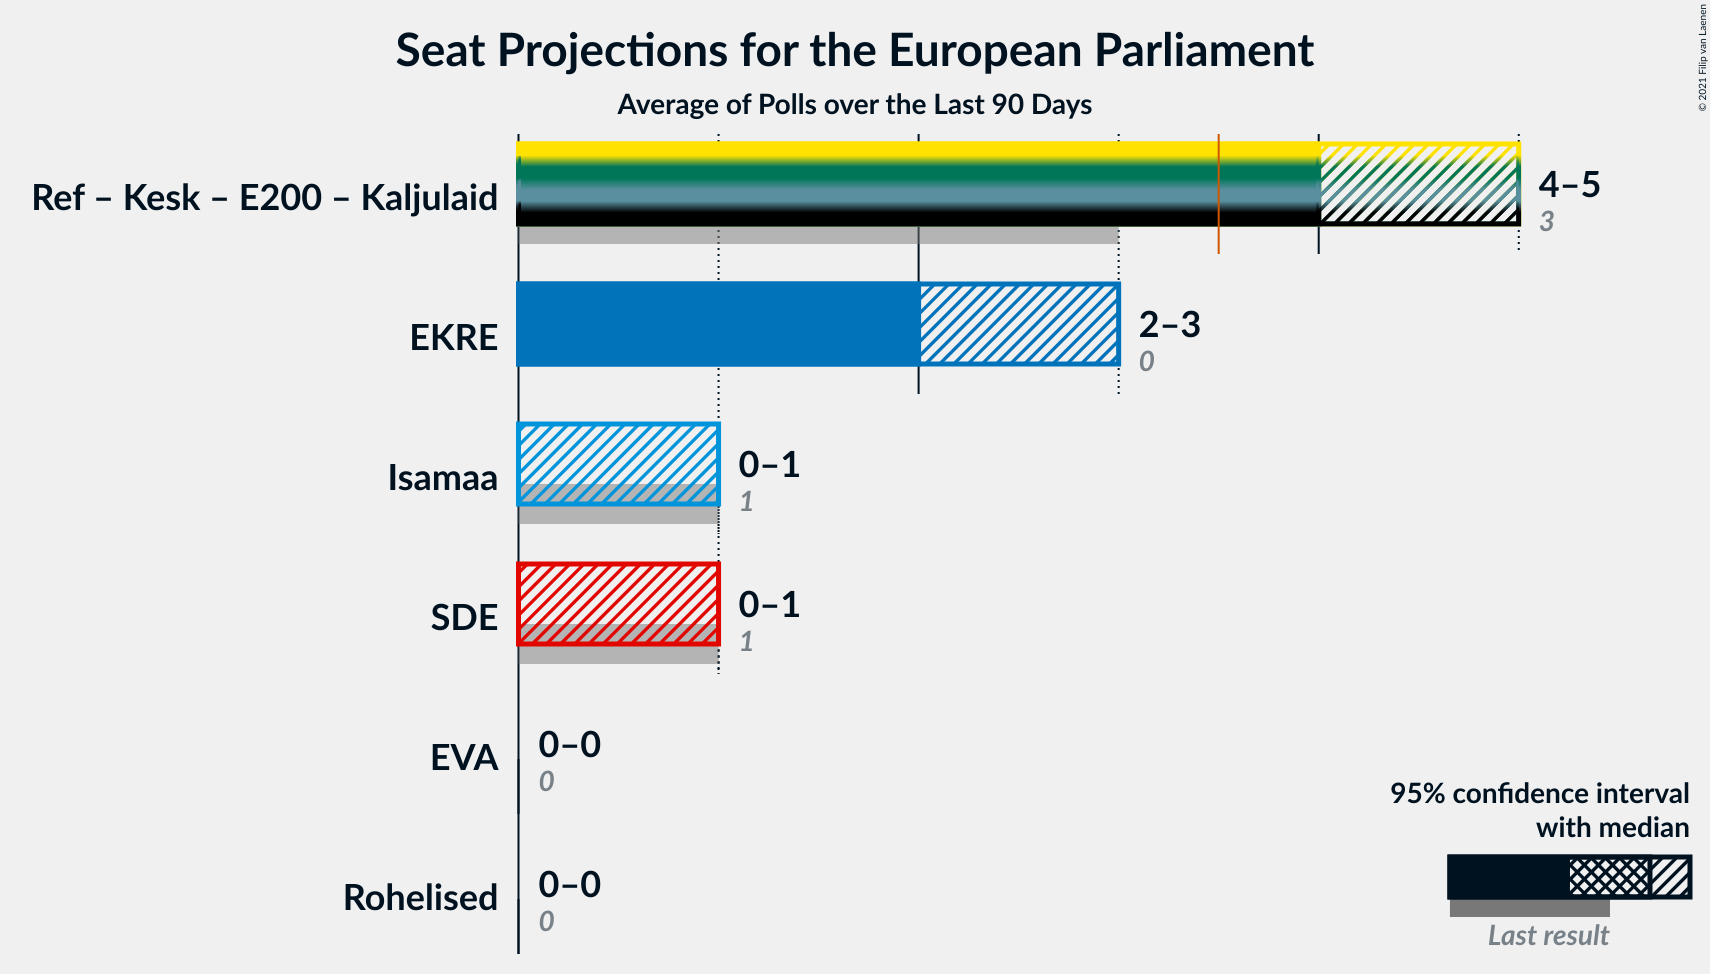 Seat Projections for the European Parliament
Average of Polls over the Last 90 Days
© 2021 Filip van Laenen
Ref – Kesk – E200 – Kaljulaid
4–5
3
EKRE
2–3
0
Isamaa
0–1
1
SDE
0–1
1
EVA
0–0
0
Rohelised
0–0
0
95% confidence interval
with median
Last result